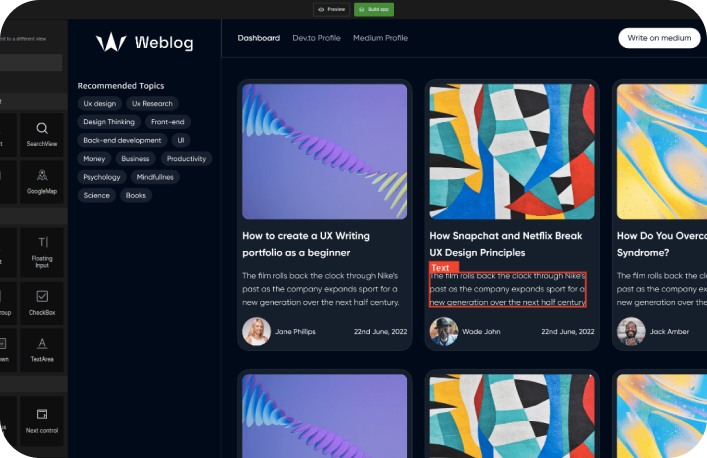 Preview
Build app
Weblog
Dashboard
Dev.to Profile
Medium Profile
Write on medium
to a different view
SearchView
GoogleMap
Floating
Input
CheckBox
TextArea
Next control
Recommended Topics
Ux design
Ux Research
Design Thinking
Front-end
Back-end development
UI
Money
Business
Productivity
Psychology
Mindfullnes
Science
Books
How to create a UX Writing
portfolio as a beginner
The film rolls back the clock through Nike's
past as the company expands sport for a
new generation over the next half century.
Jane Phillips
22nd June, 2022
How Snapchat and Netflix Break
UX Design Principles
Text
The film rolls back the clock through Nike's
past as the company expands sport for a
new generation over the next half century.
Wade John
22nd June, 2022
How Do You
Syndrome?
The film rolls back the
past as the company
new generation over the
Jack Amber